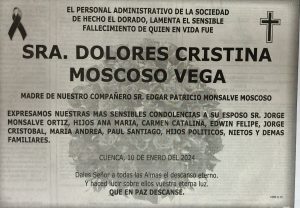 EL PERSONAL ADMINISTRATIVO DE LA SOCIEDAD
DE HECHO EL DORADO, LAMENTA EL SENSIBLE
FALLECIMIENTO DE QUIEN EN VIDA FUE
SRA. DOLORES CRISTINA
MOSCOSO VEGA
MADRE DE NUESTRO COMPAÑERO SR. EDGAR PATRICIO MONSALVE MOSCOSO
EXPRESAMOS NUESTRAS MAS SENSIBLES CONDOLENCIAS A SU ESPOSO SR. JORGE
MONSALVE ORTIZ, HIJOS ANA MARIA, CARMEN CATALINA, EDWIN FELIPE, JORGE
CRISTOBAL, MARIA ANDREA, PAUL SANTIAGO, HIJOS POLITICOS, NIETOS Y DEMAS
FAMILIARES.
CUENCA, 10 DE ENERO DEL 2024
Dales Señor a todas las Almas el descanso eterno.
Y haced lucir sobre ellos vuestra eterna luz.
QUE EN PAZ DESCANSE.